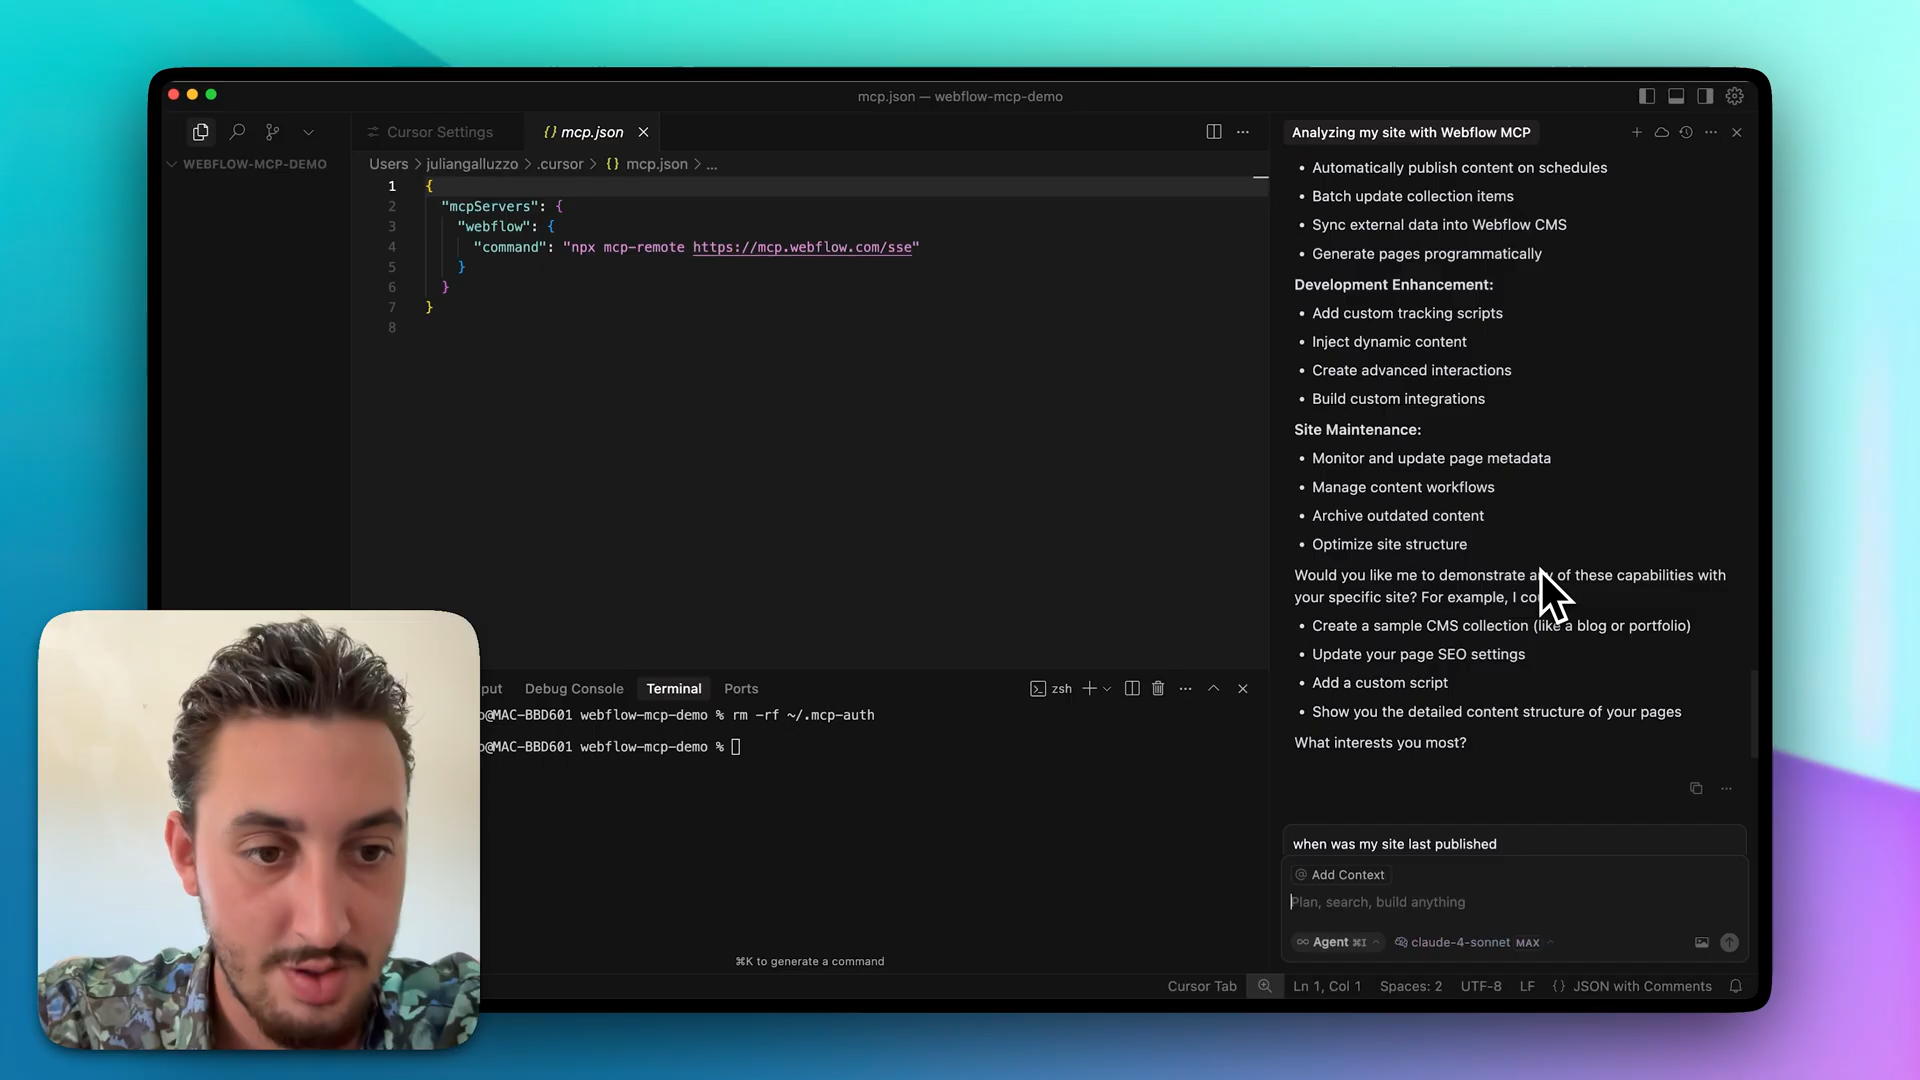 mcp.json — webflow-mcp-demo
Cursor Settings
{} mcp.json
Analyzing my site with Webflow MCP
WEBFLOW-MCP-DEMO
Users > juliangalluzzo > .cursor > {} mcp.json > ...
1 {
2 "mcpServers": {
3 "webflow": {
4 "command": "npx mcp-remote https://mcp.webflow.com/sse"
5 }
6 }
7 }
8
• Automatically publish content on schedules
• Batch update collection items
• Sync external data into Webflow CMS
• Generate pages programmatically
Development Enhancement:
• Add custom tracking scripts
• Inject dynamic content
• Create advanced interactions
• Build custom integrations
Site Maintenance:
• Monitor and update page metadata
• Manage content workflows
• Archive outdated content
• Optimize site structure
Would you like me to demonstrate any of these capabilities with
your specific site? For example, I
• Create a sample CMS collection (like a blog or portfolio)
• Update your page SEO settings
• Add a custom script
• Show you the detailed content structure of your pages
What interests you most?
put Debug Console Terminal Ports
zsh
o@MAC-BBD601 webflow-mcp-demo % rm -rf ~/.mcp-auth
o@MAC-BBD601 webflow-mcp-demo %
⌘K to generate a command
when was my site last published
@ Add Context
Plan, search, build anything
∞ Agent ⌘I claude-4-sonnet MAX
Cursor Tab Ln 1, Col 1 Spaces: 2 UTF-8 LF {} JSON with Comments